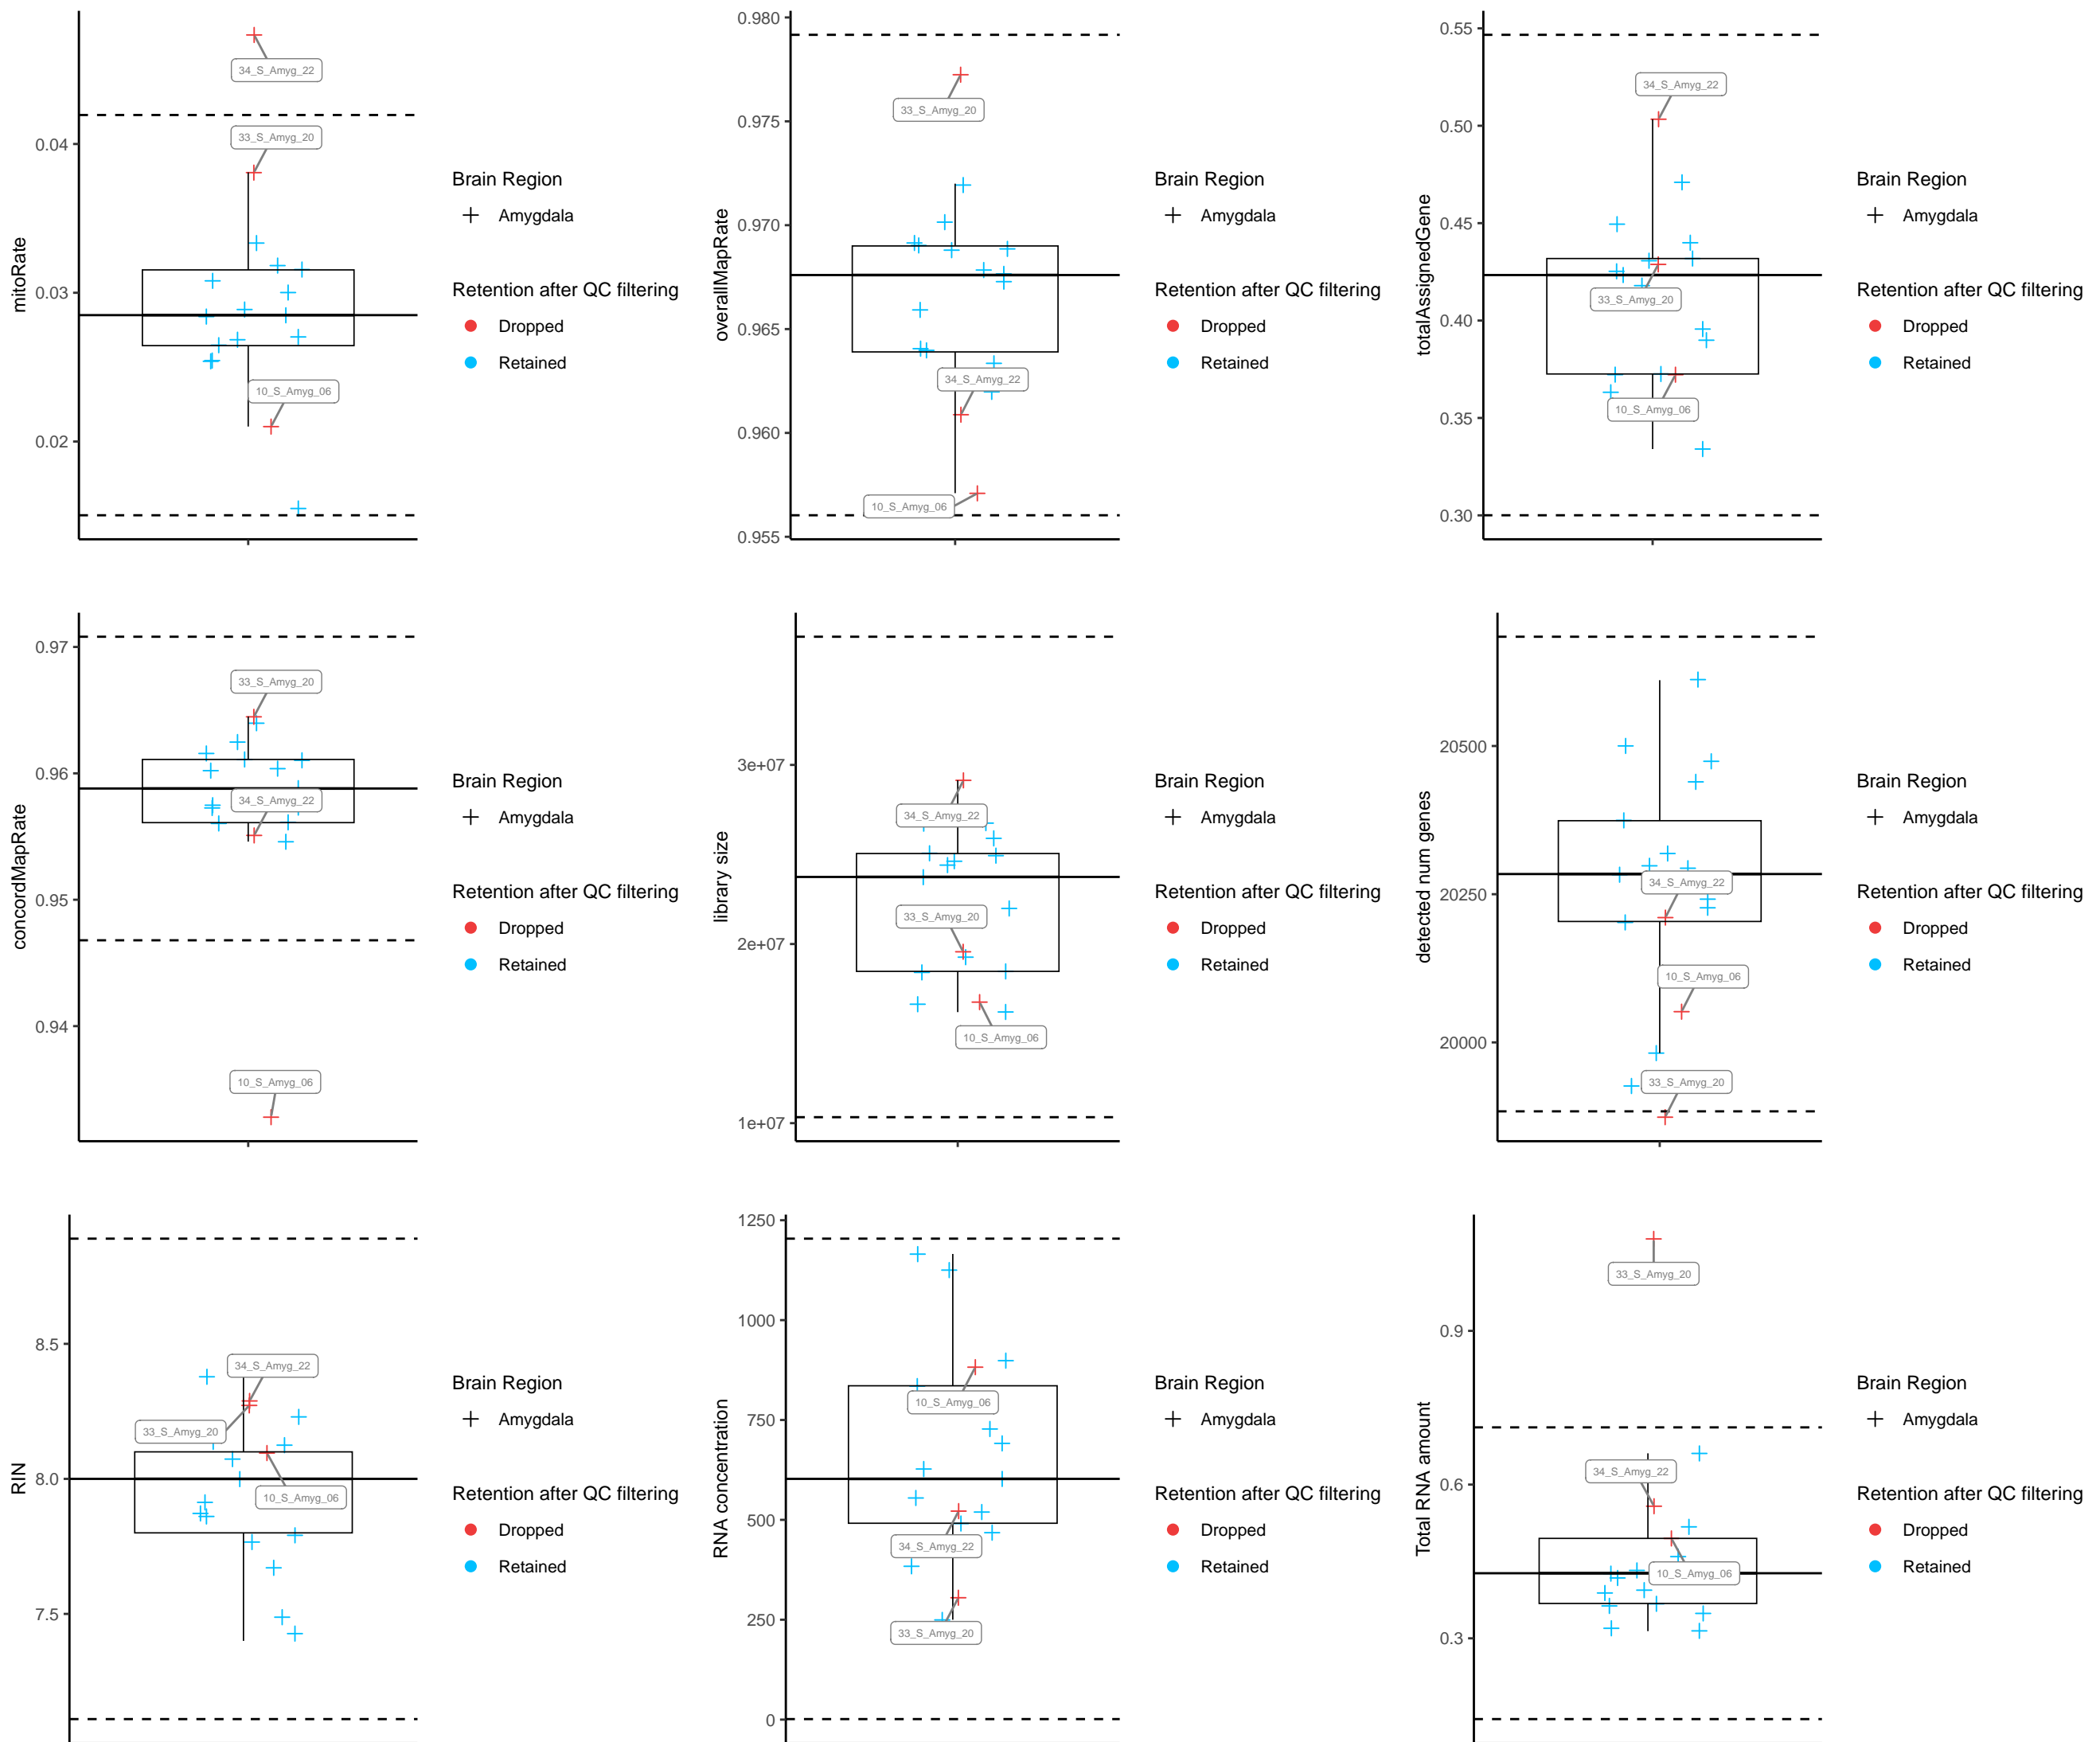 mitoRate
0.04
0.03
0.02
34_S_Amyg_22
33_S_Amyg_20
10_S_Amyg_06
Brain Region
Amygdala
Retention after QC filtering
Dropped
Retained
overallMapRate
0.980
0.975
0.970
0.965
0.960
0.955
33_S_Amyg_20
34_S_Amyg_22
10_S_Amyg_06
Brain Region
Amygdala
Retention after QC filtering
Dropped
Retained
totalAssignedGene
0.55
0.50
0.45
0.40
0.35
0.30
34_S_Amyg_22
33_S_Amyg_20
10_S_Amyg_06
Brain Region
Amygdala
Retention after QC filtering
Dropped
Retained
concordMapRate
0.97
0.96
0.95
0.94
33_S_Amyg_20
34_S_Amyg_22
10_S_Amyg_06
Brain Region
Amygdala
Retention after QC filtering
Dropped
Retained
library size
3e+07
2e+07
1e+07
34_S_Amyg_22
33_S_Amyg_20
10_S_Amyg_06
Brain Region
Amygdala
Retention after QC filtering
Dropped
Retained
detected num genes
20500
20250
20000
34_S_Amyg_22
10_S_Amyg_06
33_S_Amyg_20
Brain Region
Amygdala
Retention after QC filtering
Dropped
Retained
RIN
8.5
8.0
7.5
34_S_Amyg_22
33_S_Amyg_20
10_S_Amyg_06
Brain Region
Amygdala
Retention after QC filtering
Dropped
Retained
RNA concentration
1250
1000
750
500
250
0
10_S_Amyg_06
34_S_Amyg_22
33_S_Amyg_20
Brain Region
Amygdala
Retention after QC filtering
Dropped
Retained
Total RNA amount
0.9
0.6
0.3
33_S_Amyg_20
34_S_Amyg_22
10_S_Amyg_06
Brain Region
Amygdala
Retention after QC filtering
Dropped
Retained